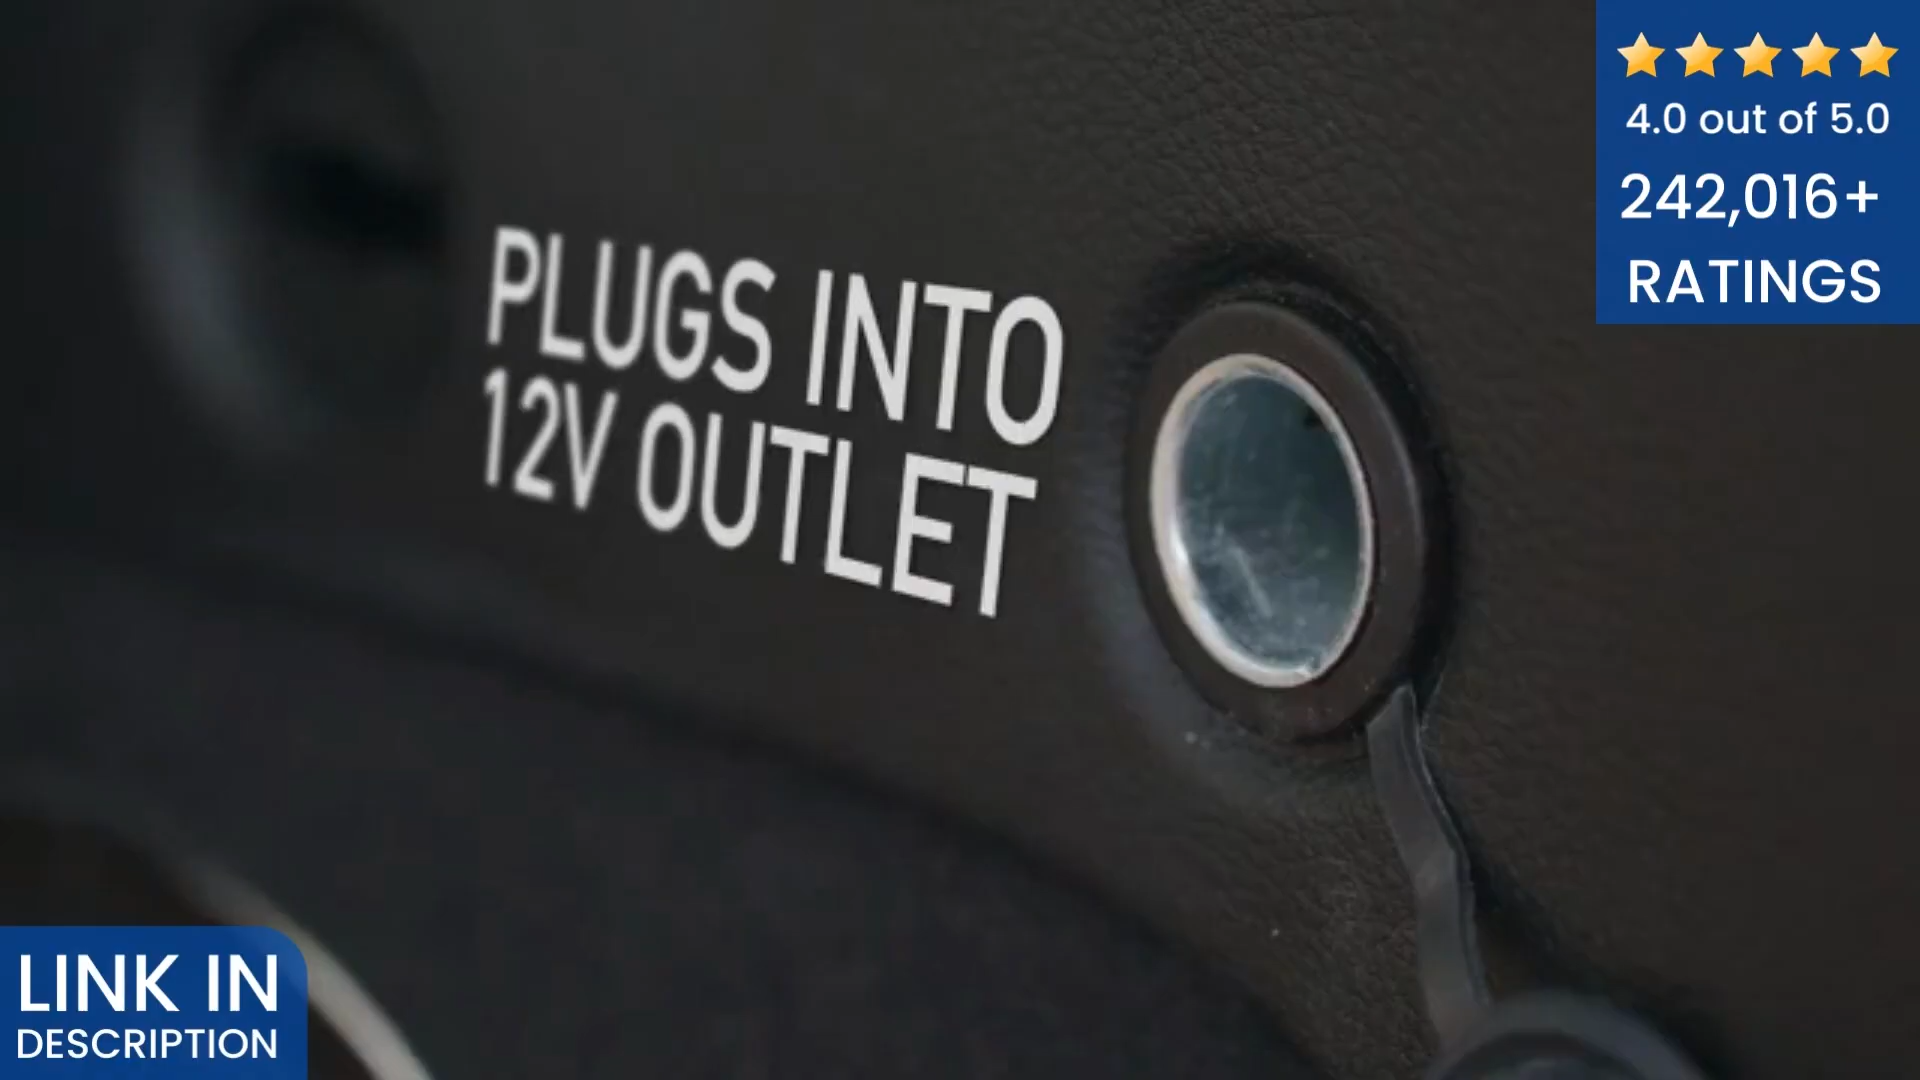 PLUGS INTO
12V OUTLET
4.0 out of 5.0
242,016+
RATINGS
LINK IN
DESCRIPTION